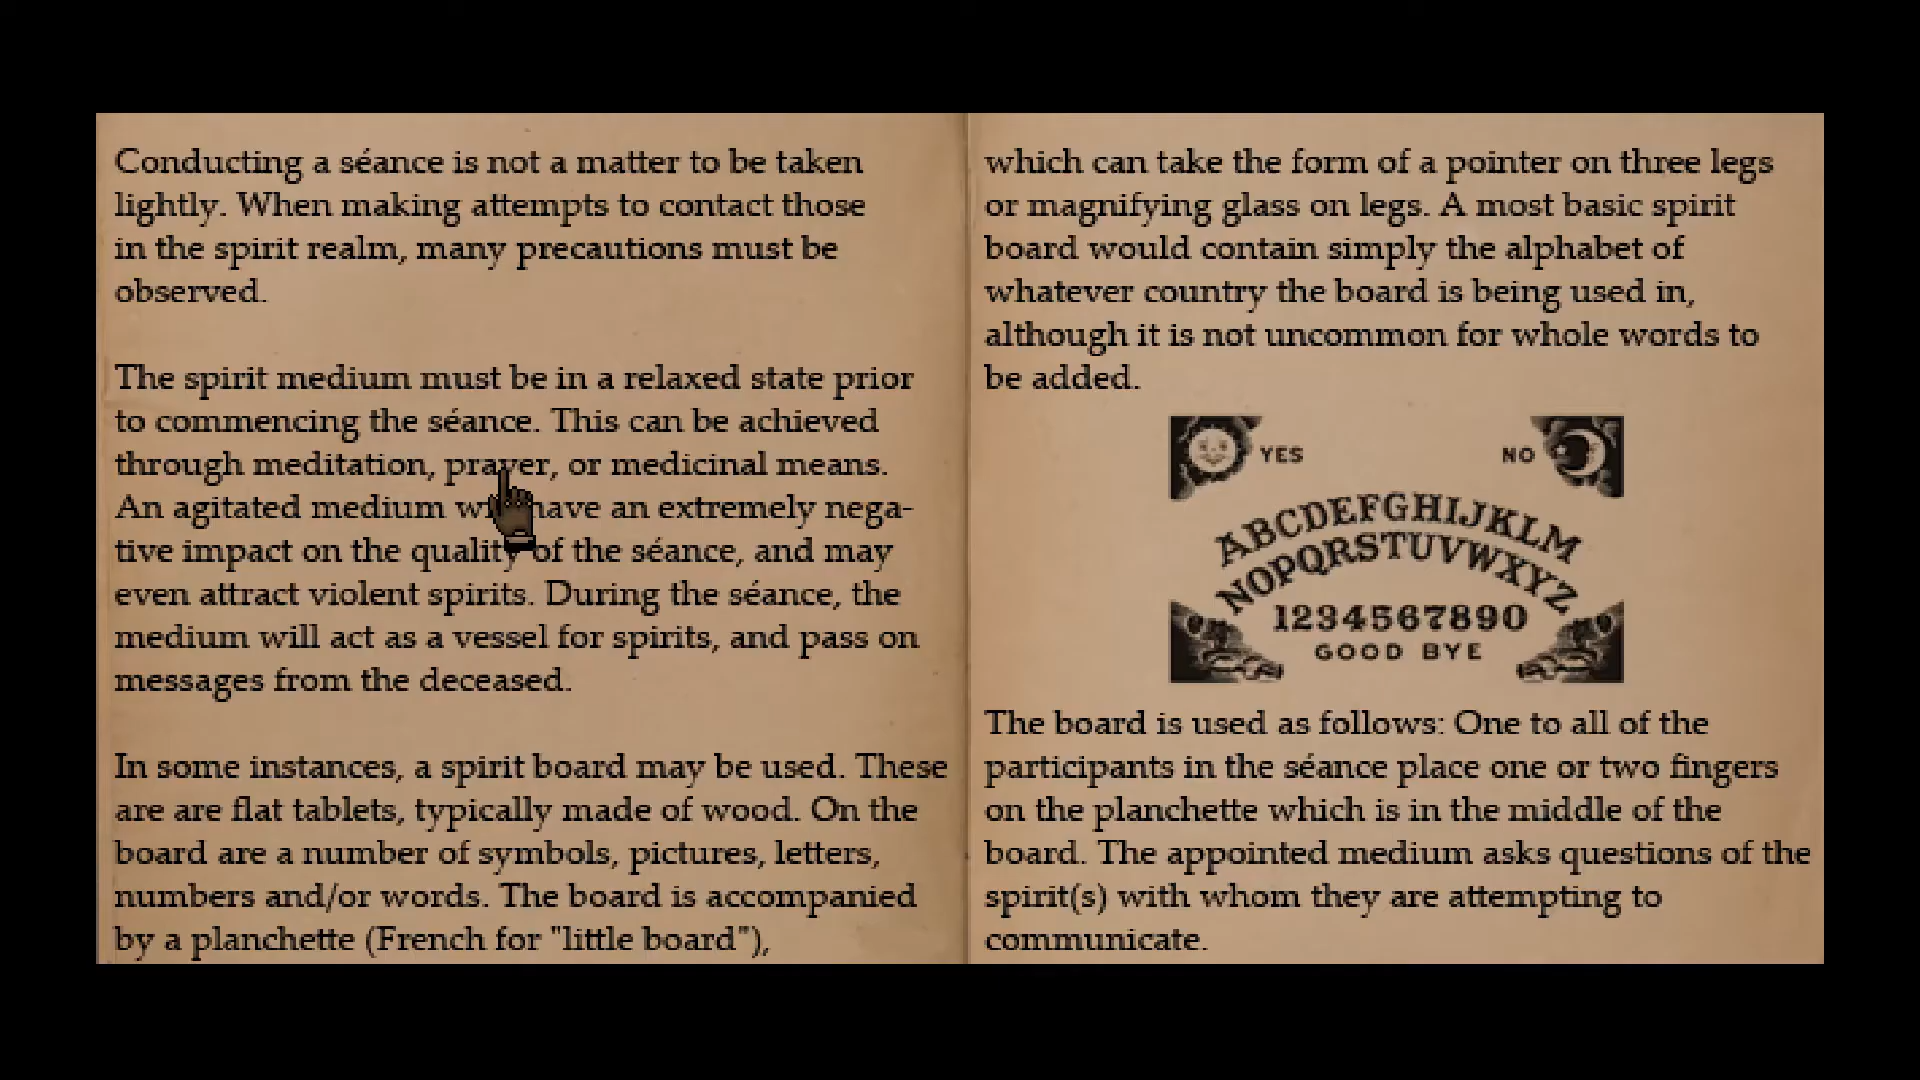 Conducting a séance is not a matter to be taken
lightly. When making attempts to contact those
in the spirit realm, many precautions must be
observed.
The spirit medium must be in a relaxed state prior
to commencing the séance. This can be achieved
through meditation, prayer, or medicinal means.
An agitated medium will have an extremely nega-
tive impact on the quality of the séance, and may
even attract violent spirits. During the séance, the
medium will act as a vessel for spirits, and pass on
messages from the deceased.
In some instances, a spirit board may be used. These
are are flat tablets, typically made of wood. On the
board are a number of symbols, pictures, letters,
numbers and/or words. The board is accompanied
by a planchette (French for "little board"),
which can take the form of a pointer on three legs
or magnifying glass on legs. A most basic spirit
board would contain simply the alphabet of
whatever country the board is being used in,
although it is not uncommon for whole words to
be added.
YES NO
ABCDEFGHIJKLM
NOPQRSTUVWXYZ
1234567890
GOOD BYE
The board is used as follows: One to all of the
participants in the séance place one or two fingers
on the planchette which is in the middle of the
board. The appointed medium asks questions of the
spirit(s) with whom they are attempting to
communicate.